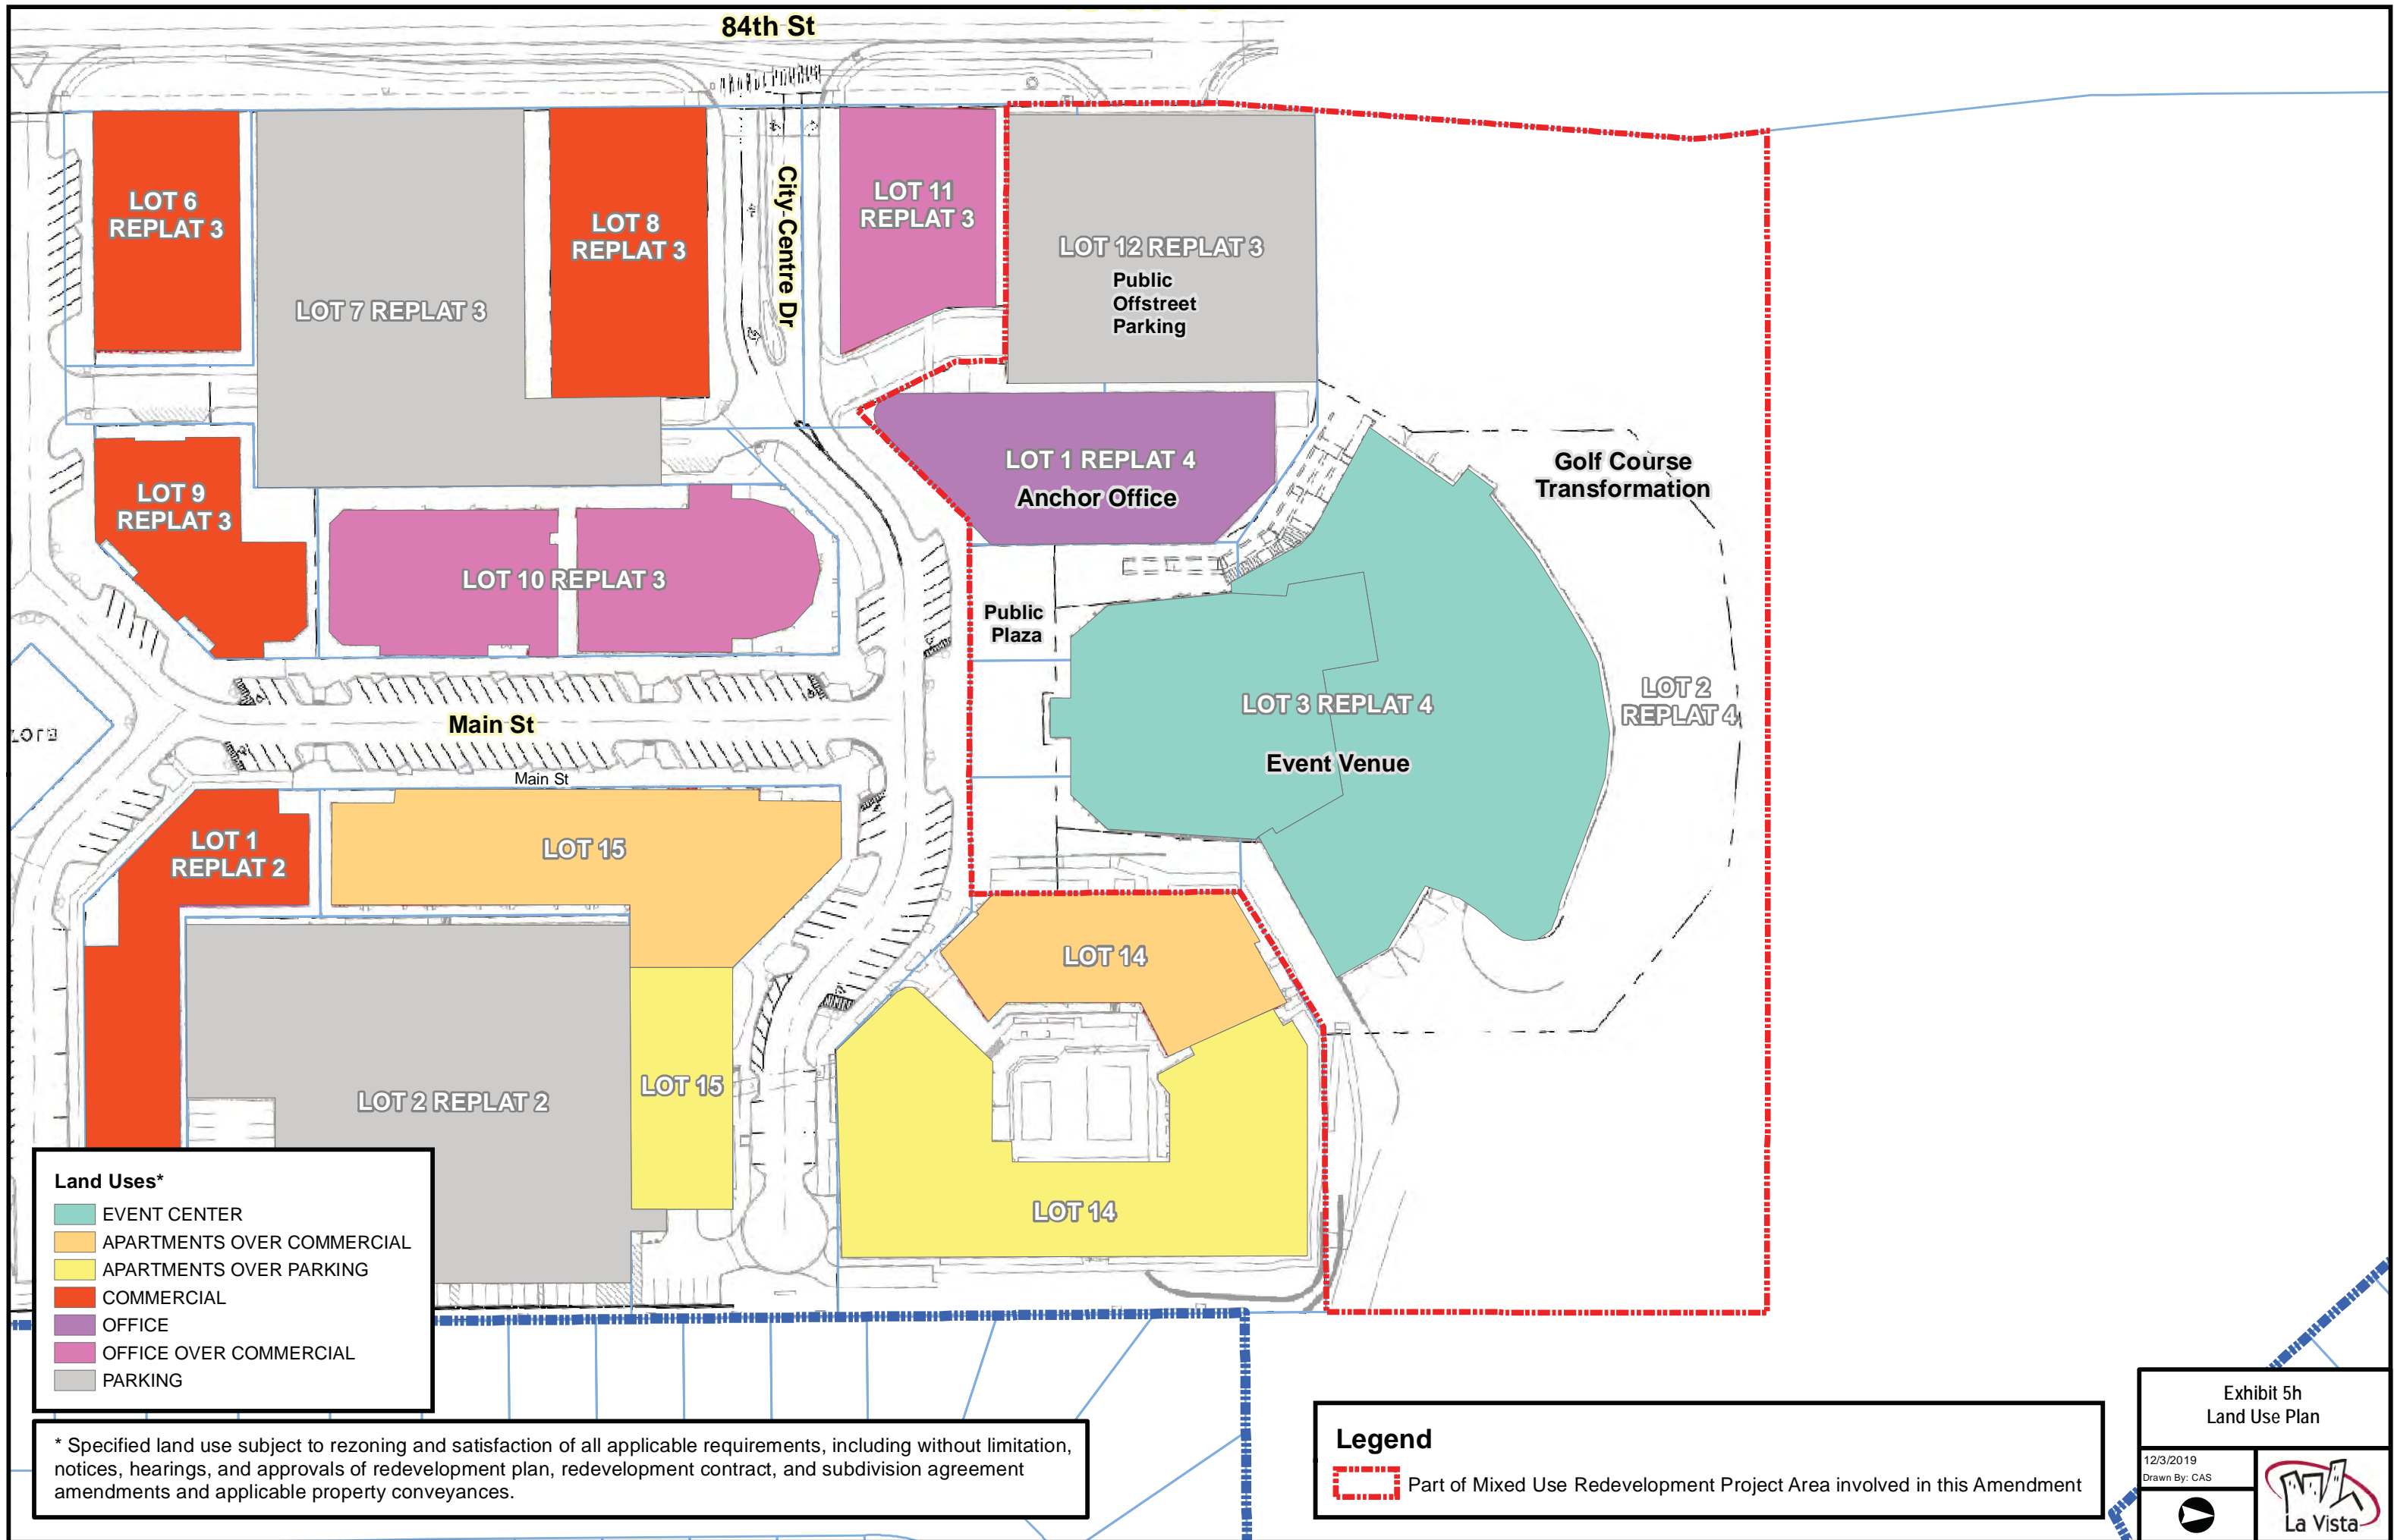 84th St
City Centre Dr
LOT 6
REPLAT 3
LOT 7 REPLAT 3
LOT 8
REPLAT 3
LOT 11
REPLAT 3
LOT 12 REPLAT 3
Public
Offstreet
Parking
LOT 9
REPLAT 3
LOT 10 REPLAT 3
LOT 1 REPLAT 4
Anchor Office
Golf Course
Transformation
Public
Plaza
LOT 3 REPLAT 4
Event Venue
LOT 2
REPLAT 4
Main St
Main St
LOT 1
REPLAT 2
LOT 15
LOT 14
LOT 2 REPLAT 2
LOT 15
LOT 14
Land Uses*
EVENT CENTER
APARTMENTS OVER COMMERCIAL
APARTMENTS OVER PARKING
COMMERCIAL
OFFICE
OFFICE OVER COMMERCIAL
PARKING
* Specified land use subject to rezoning and satisfaction of all applicable requirements, including without limitation,
notices, hearings, and approvals of redevelopment plan, redevelopment contract, and subdivision agreement
amendments and applicable property conveyances.
Legend
Part of Mixed Use Redevelopment Project Area involved in this Amendment
Exhibit 5h
Land Use Plan
12/3/2019
Drawn By: CAS
La Vista